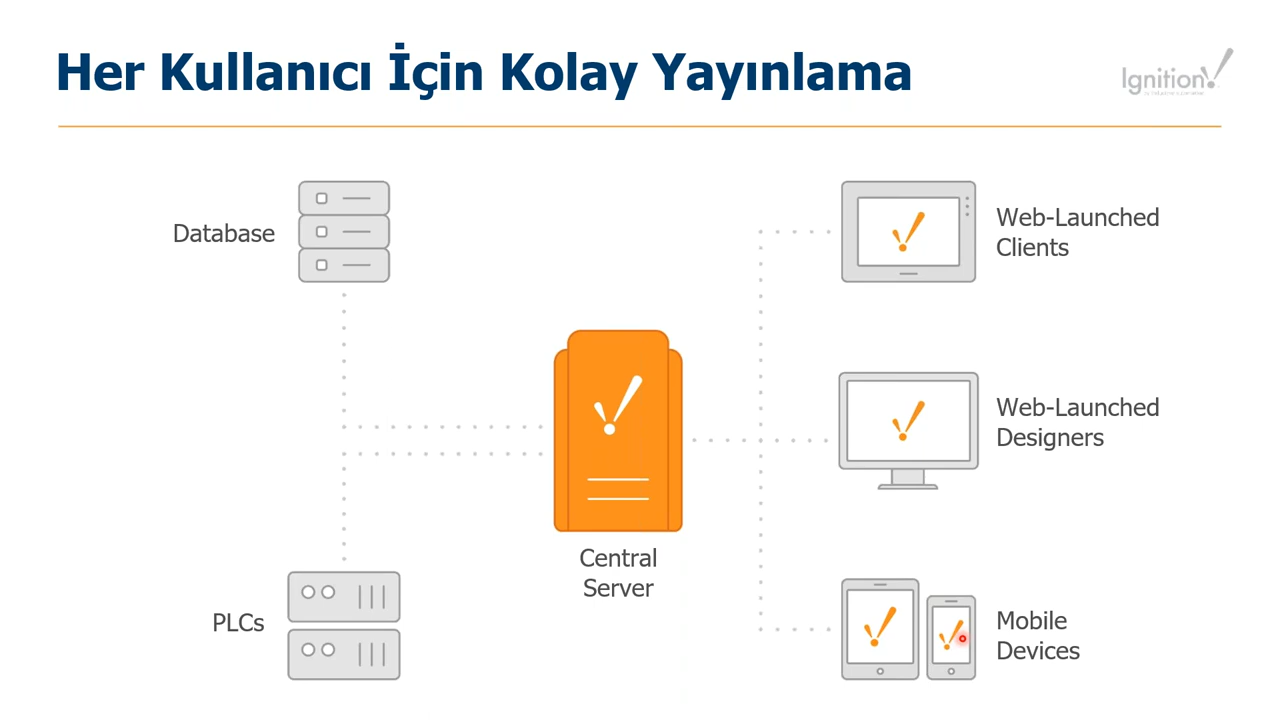 Her Kullanıcı İçin Kolay Yayınlama
Ignition!
Database
Web-Launched
Clients
Web-Launched
Designers
Central
Server
PLCs
Mobile
Devices